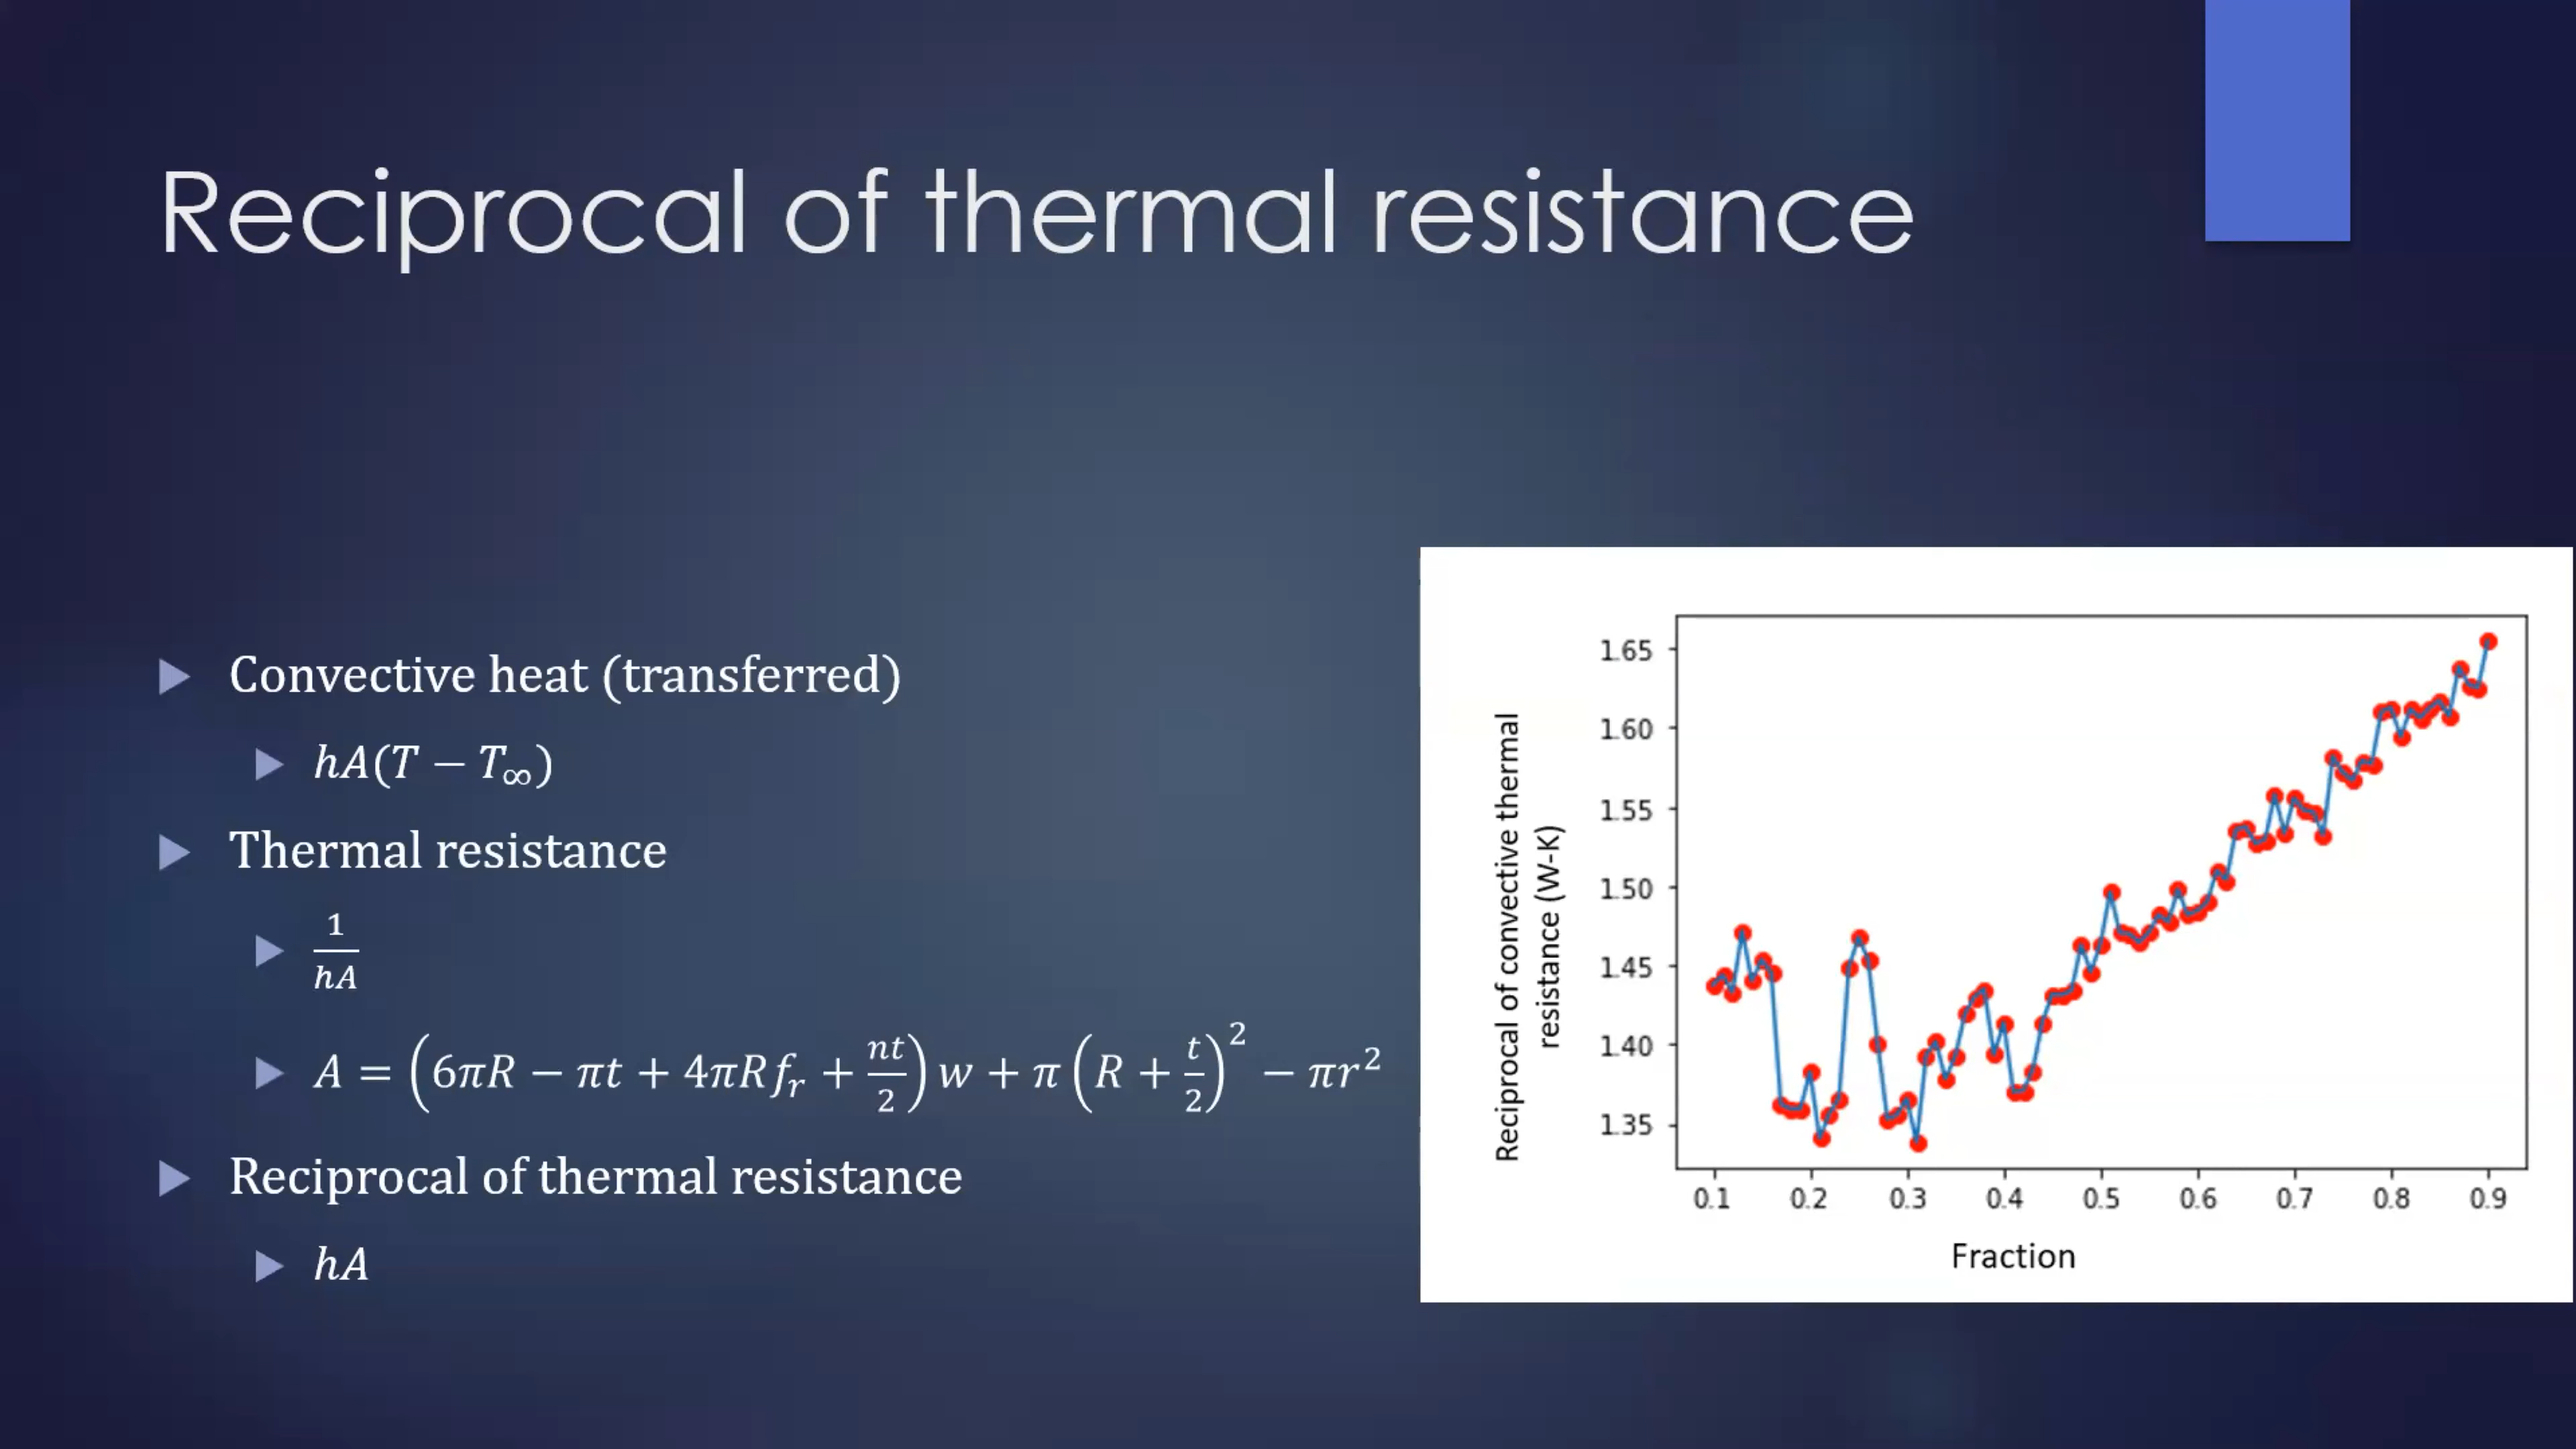 Reciprocal of thermal resistance
Convective heat (transferred)
hA(T − T∞)
Thermal resistance
1/hA
A = (6πR − πt + 4πRfᵣ + nt/2) w + π (R + t/2)² − πr²
Reciprocal of thermal resistance
hA
Reciprocal of convective thermal
resistance (W-K)
1.65
1.60
1.55
1.50
1.45
1.40
1.35
0.1 0.2 0.3 0.4 0.5 0.6 0.7 0.8 0.9
Fraction